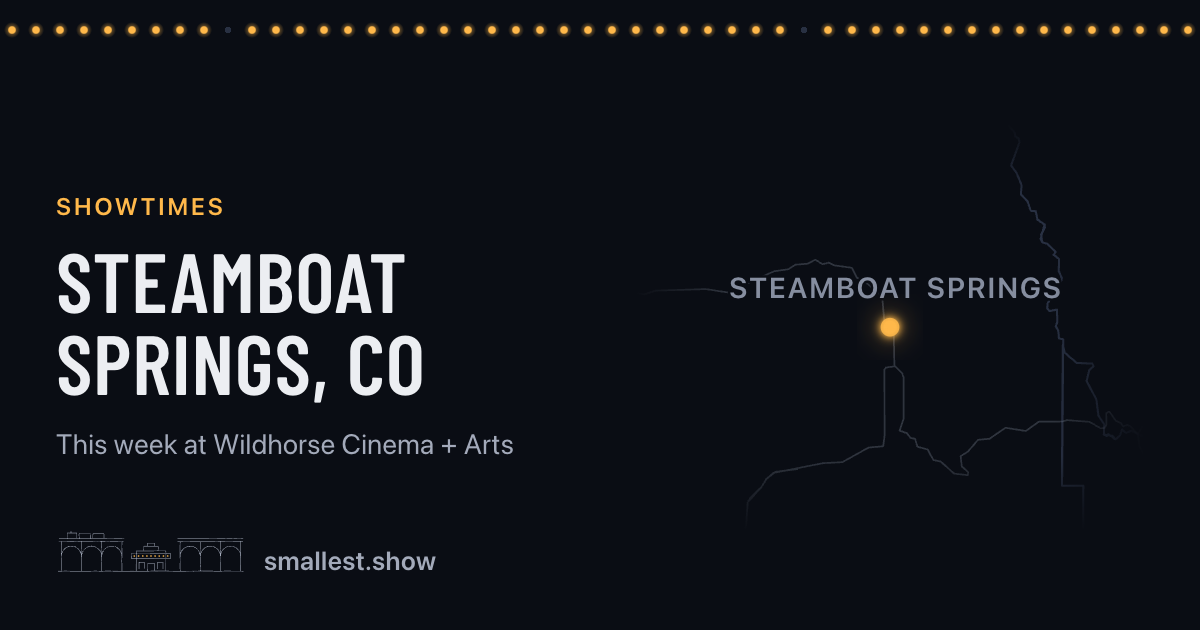 SHOWTIMES
STEAMBOAT
SPRINGS, CO
This week at Wildhorse Cinema + Arts
smallest.show
STEAMBOAT SPRINGS